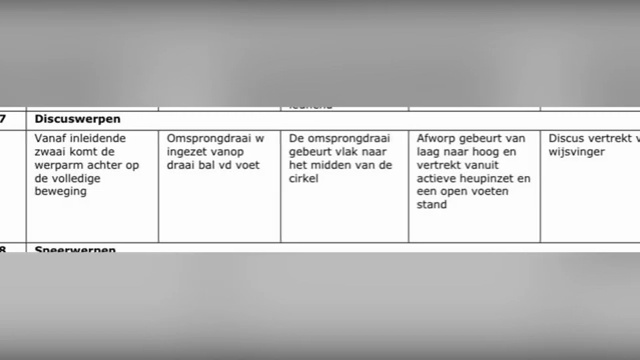 7 Discuswerpen
Vanaf inleidende
zwaai komt de
werparm achter op
de volledige
beweging
Omsprongdraai w
ingezet vanop
draai bal vd voet
De omsprongdraai
gebeurt vlak naar
het midden van de
cirkel
Afworp gebeurt van
laag naar hoog en
vertrekt vanuit
actieve heupinzet en
een open voeten
stand
Discus vertrekt v
wijsvinger
8 Speerwerpen